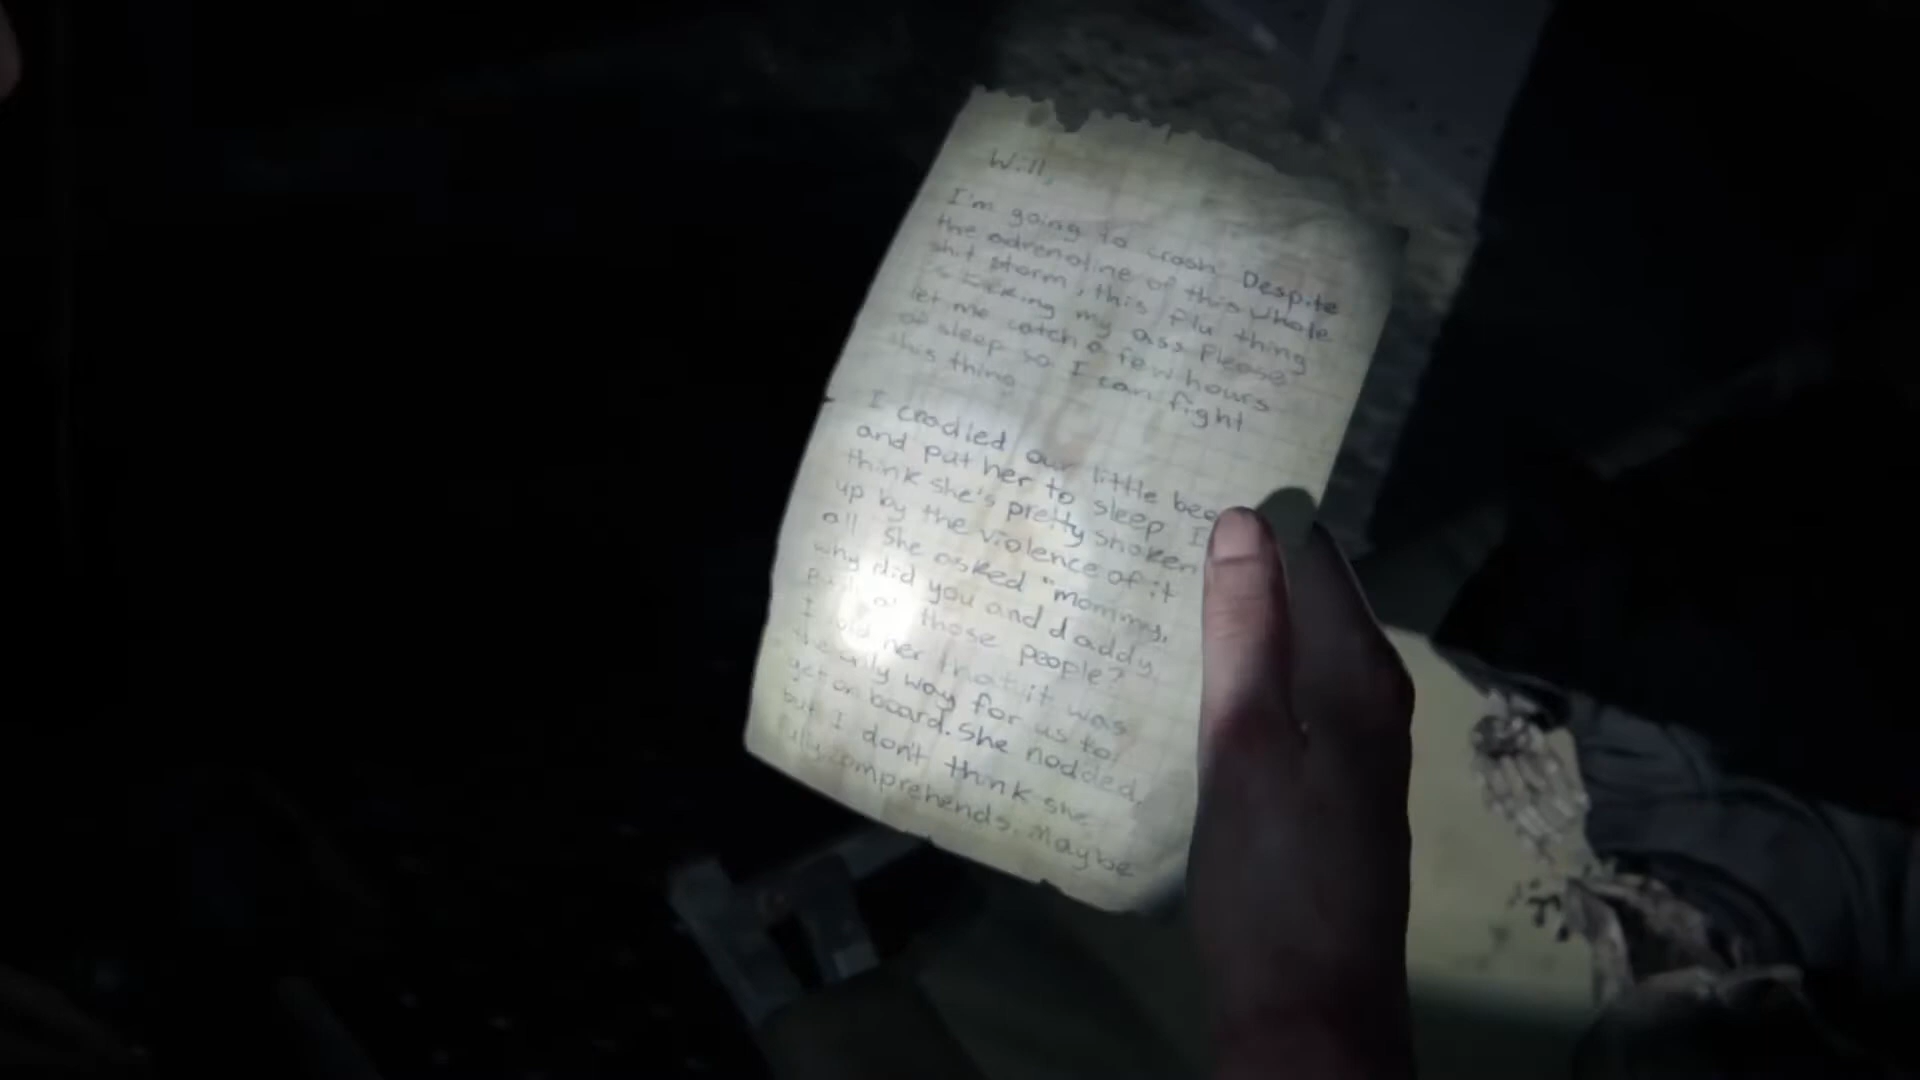 Will,
I'm going to crash. Despite
the adrenaline of this whole
shit storm, this flu thing
is kicking my ass. Please
let me catch a few hours
of sleep so I can fight
this thing
I cradled our little bee
and put her to sleep. I
think she's pretty shaken
up by the violence of it
all. She asked "mommy,
why did you and daddy
those people?
I told her that it was
the only way for us to
get on board. She nodded,
but I don't think she
fully comprehends. Maybe